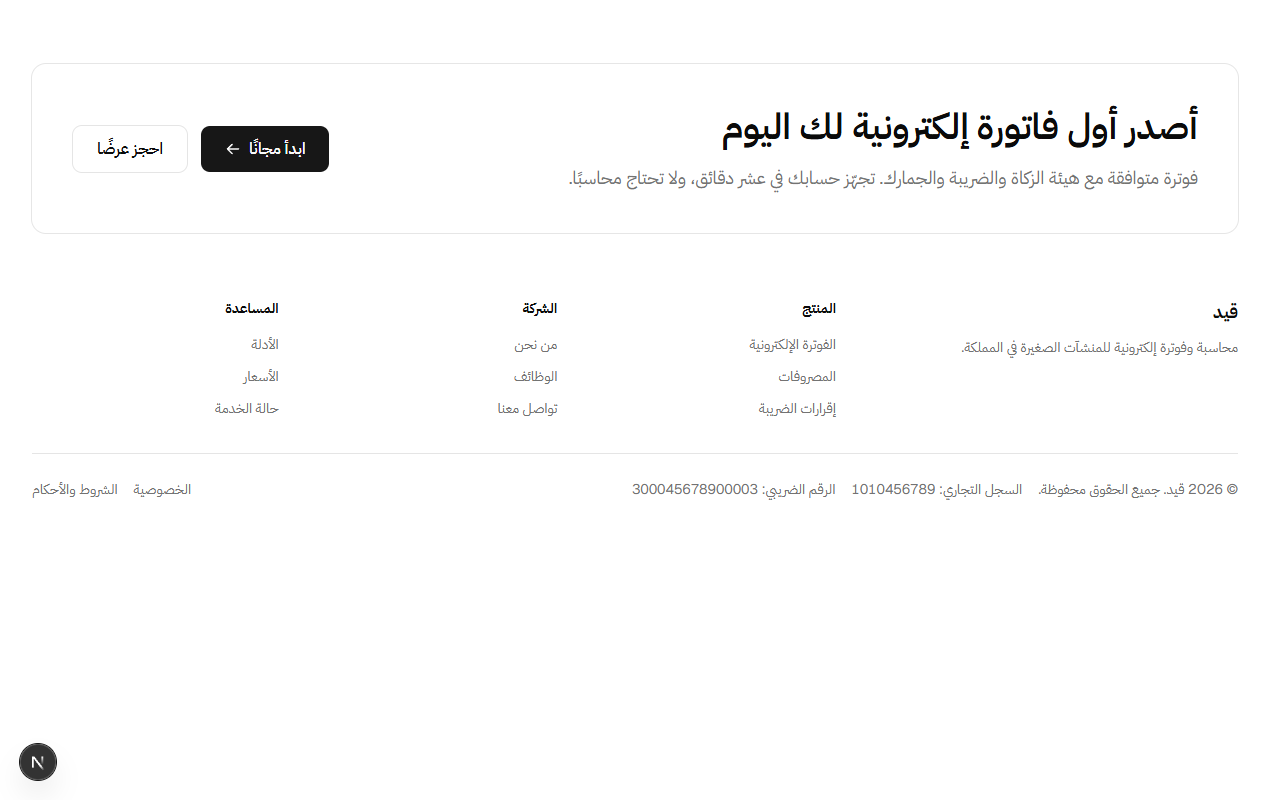 أصدر أول فاتورة إلكترونية لك اليوم
فوترة متوافقة مع هيئة الزكاة والضريبة والجمارك. تجهّز حسابك في عشر دقائق، ولا تحتاج محاسبًا.
ابدأ مجانًا ←
احجز عرضًا
قيد
محاسبة وفوترة إلكترونية للمنشآت الصغيرة في المملكة.
المنتج
الفوترة الإلكترونية
المصروفات
إقرارات الضريبة
الشركة
من نحن
الوظائف
تواصل معنا
المساعدة
الأدلة
الأسعار
حالة الخدمة
© 2026 قيد. جميع الحقوق محفوظة. السجل التجاري: 1010456789 الرقم الضريبي: 300045678900003
الخصوصية الشروط والأحكام
N